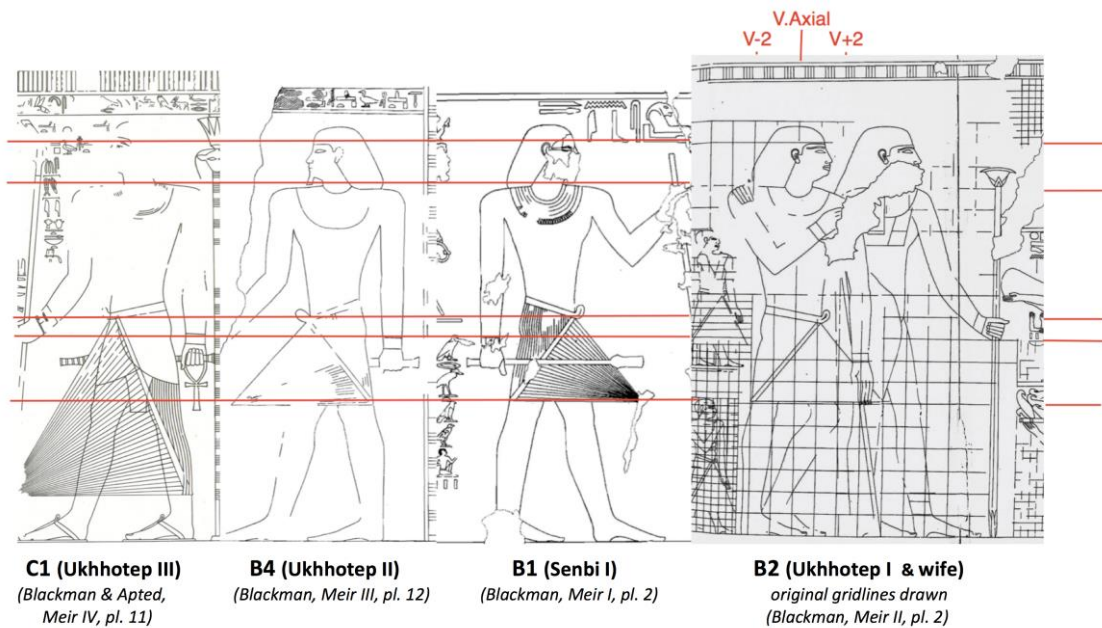 V.Axial
V-2
V+2
C1 (Ukhhotep III)
(Blackman & Apted,
Meir IV, pl. 11)
B4 (Ukhhotep II)
(Blackman, Meir III, pl. 12)
B1 (Senbi I)
(Blackman, Meir I, pl. 2)
B2 (Ukhhotep I & wife)
original gridlines drawn
(Blackman, Meir II, pl. 2)